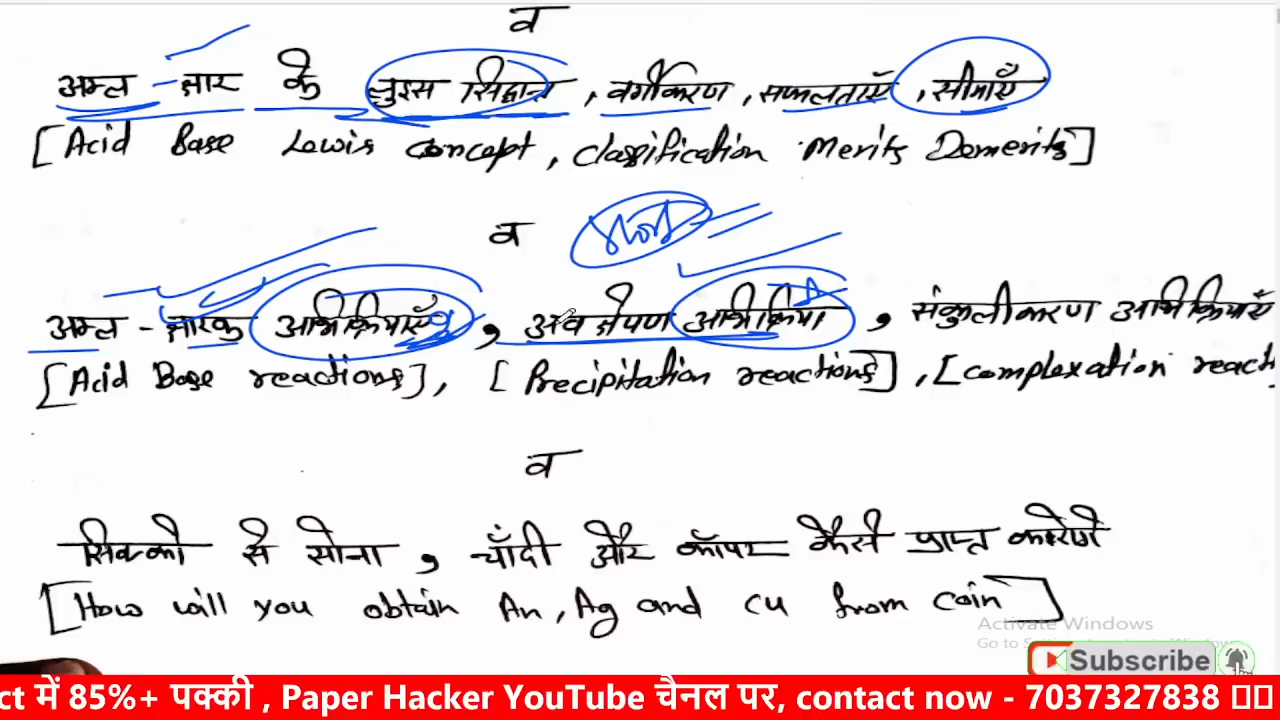 व
अम्ल - क्षार के लुइस सिद्धान्त, वर्गीकरण, सफलताएँ, सीमाएँ
[Acid Base Lewis concept, classification Merits Demerits]
व
Short
अम्ल - क्षारक अभिक्रियाएँ, अवक्षेपण अभिक्रिया, संकुलीकरण अभिक्रियाएँ
[Acid Base reactions], [Precipitation reactions], [complexation react
व
सिक्को से सोना, चाँदी और कॉपर कैसे प्राप्त करेगे
[How will you obtain Au, Ag and cu from coin]
Activate Windows
Subscribe
ct में 85%+ पक्की , Paper Hacker YouTube चैनल पर, contact now - 7037327838